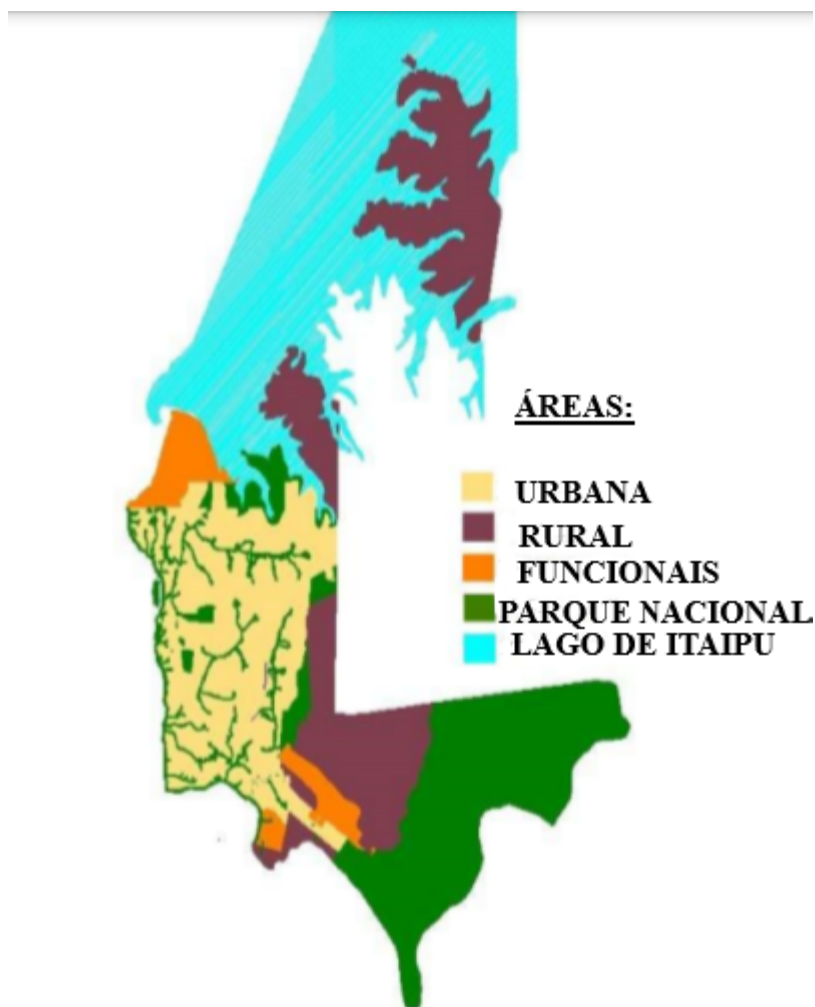 ÁREAS:
URBANA
RURAL
FUNCIONAIS
PARQUE NACIONAL
LAGO DE ITAIPU